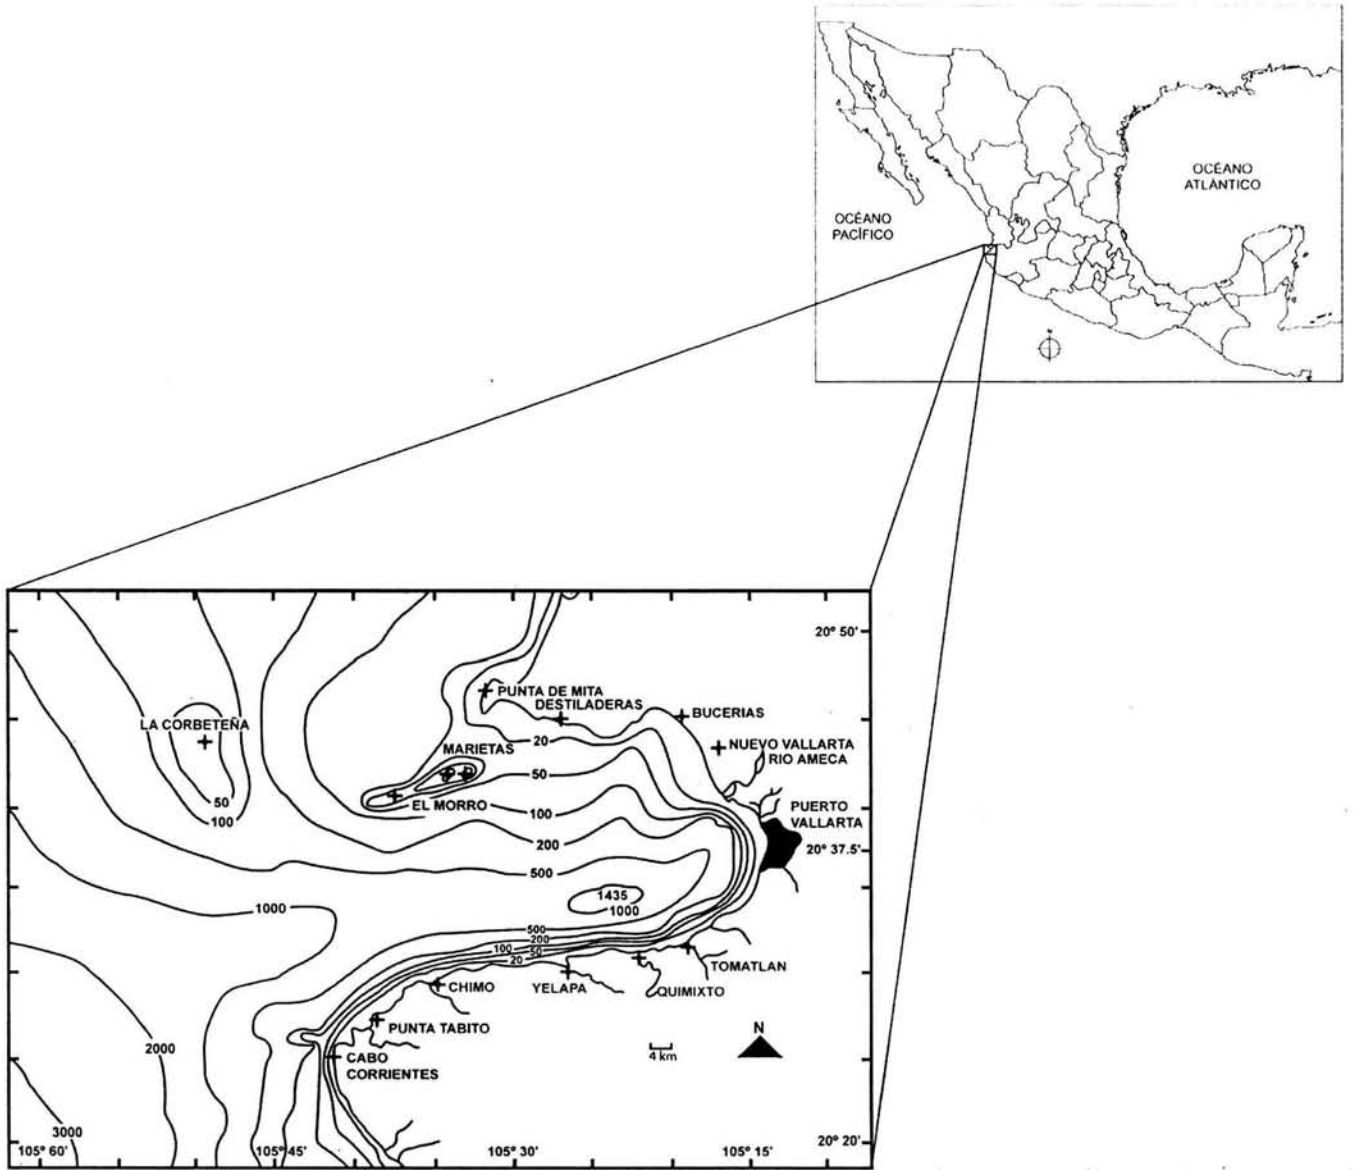 OCÉANO
ATLÁNTICO
OCÉANO
PACÍFICO
N
20° 50'
PUNTA DE MITA
DESTILADERAS
BUCERIAS
LA CORBETEÑA
20
MARIETAS
NUEVO VALLARTA
RIO AMECA
50
EL MORRO
50
100
100
PUERTO
VALLARTA
200
20° 37.5'
500
1435
1000
1000
500
200
100
50
20
TOMATLAN
CHIMO
YELAPA
QUIMIXTO
PUNTA TABITO
N
4 km
2000
CABO
CORRIENTES
3000
105° 60'
105° 45'
105° 30'
105° 15'
20° 20'